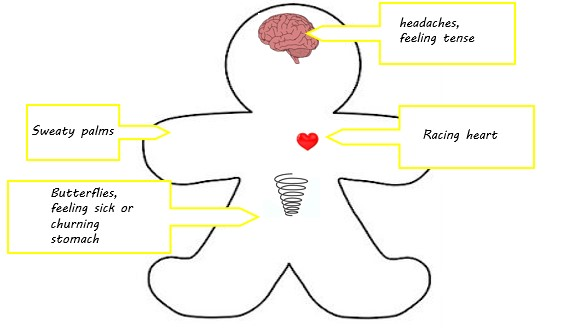 headaches,
feeling tense
Sweaty palms
Racing heart
Butterflies,
feeling sick or
churning
stomach